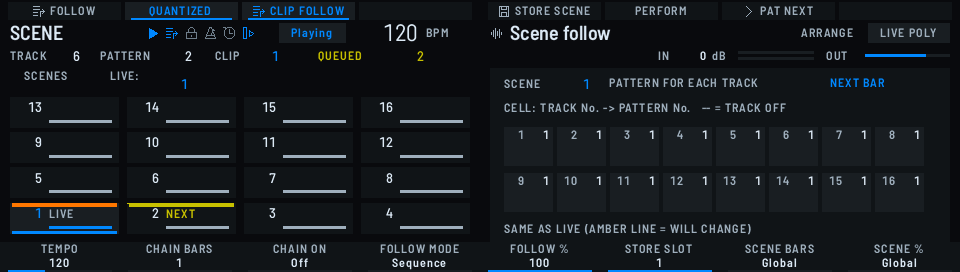 FOLLOW QUANTIZED CLIP FOLLOW
SCENE Playing 120 BPM
TRACK 6 PATTERN 2 CLIP 1 QUEUED 2
SCENES LIVE: 1
13 14 15 16
9 10 11 12
5 6 7 8
1 LIVE 2 NEXT 3 4
TEMPO CHAIN BARS CHAIN ON FOLLOW MODE
120 1 Off Sequence
STORE SCENE PERFORM PAT NEXT
Scene follow ARRANGE LIVE POLY
IN 0 dB OUT
SCENE 1 PATTERN FOR EACH TRACK NEXT BAR
CELL: TRACK No. -> PATTERN No. -- = TRACK OFF
1 1 2 1 3 1 4 1 5 1 6 1 7 1 8 1
9 1 10 1 11 1 12 1 13 1 14 1 15 1 16 1
SAME AS LIVE (AMBER LINE = WILL CHANGE)
FOLLOW % STORE SLOT SCENE BARS SCENE %
100 1 Global Global